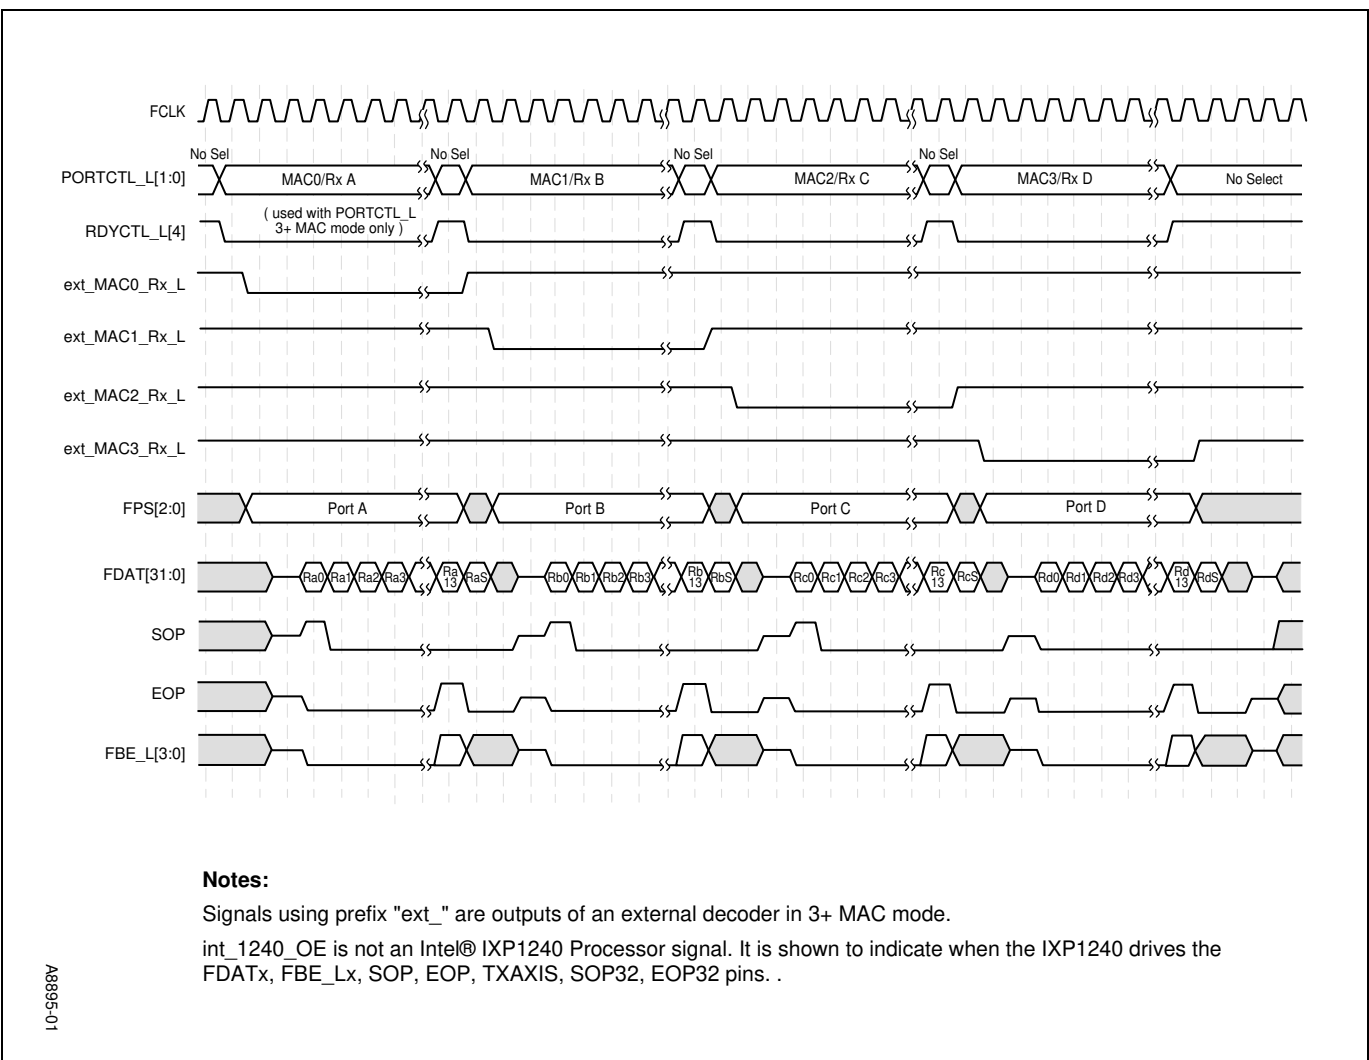 FCLK
No Sel No Sel No Sel No Sel
PORTCTL_L[1:0] MAC0/Rx A MAC1/Rx B MAC2/Rx C MAC3/Rx D No Select
( used with PORTCTL_L
RDYCTL_L[4] 3+ MAC mode only )
ext_MAC0_Rx_L
ext_MAC1_Rx_L
ext_MAC2_Rx_L
ext_MAC3_Rx_L
FPS[2:0] Port A Port B Port C Port D
FDAT[31:0] Ra0 Ra1 Ra2 Ra3 Ra 13 RaS Rb0 Rb1 Rb2 Rb3 Rb 13 RbS Rc0 Rc1 Rc2 Rc3 Rc 13 RcS Rd0 Rd1 Rd2 Rd3 Rd 13 RdS
SOP
EOP
FBE_L[3:0]
Notes:
Signals using prefix "ext_" are outputs of an external decoder in 3+ MAC mode.
int_1240_OE is not an Intel® IXP1240 Processor signal. It is shown to indicate when the IXP1240 drives the
FDATx, FBE_Lx, SOP, EOP, TXAXIS, SOP32, EOP32 pins. .
A8895-01